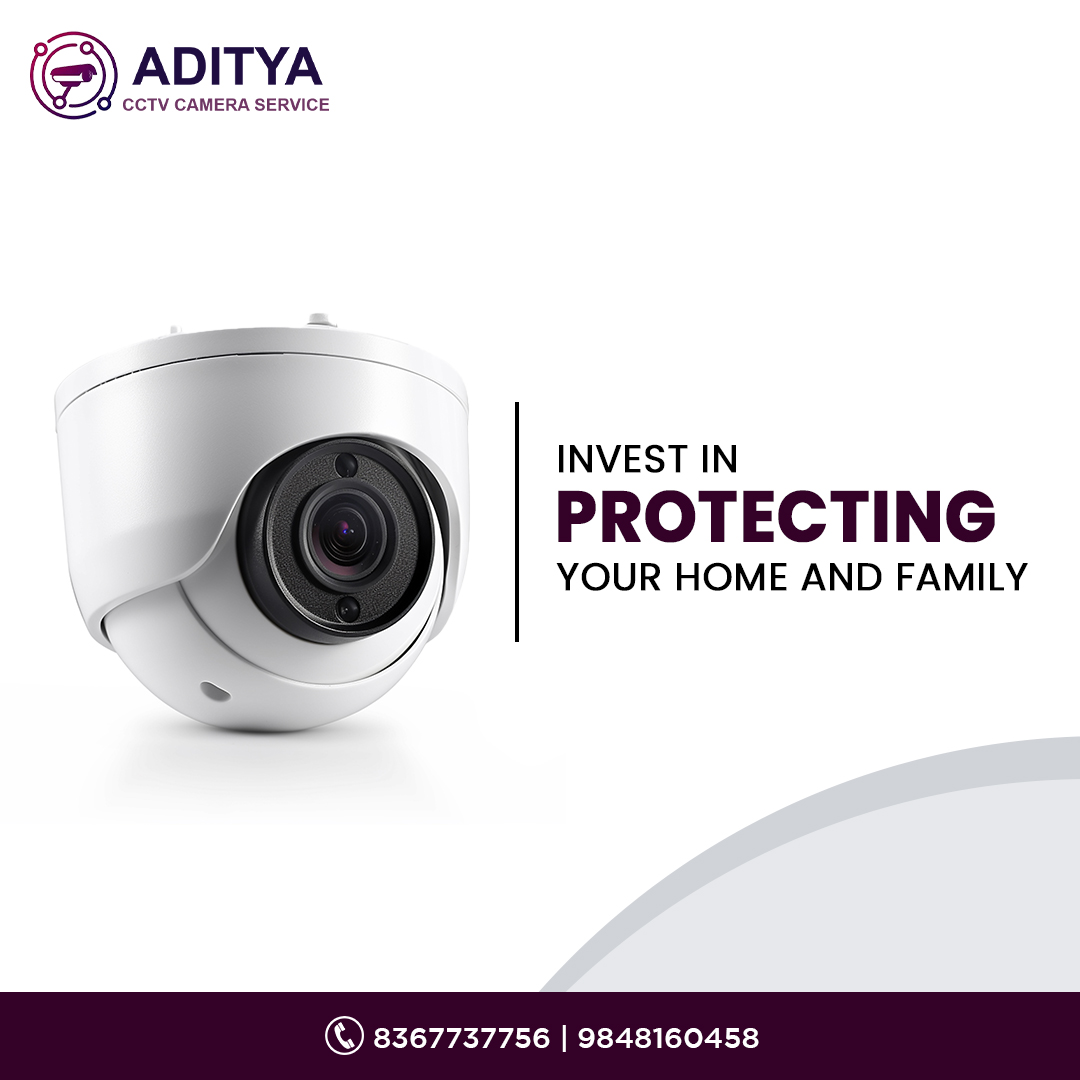 ADITYA
CCTV CAMERA SERVICE
INVEST IN
PROTECTING
YOUR HOME AND FAMILY
8367737756 | 9848160458